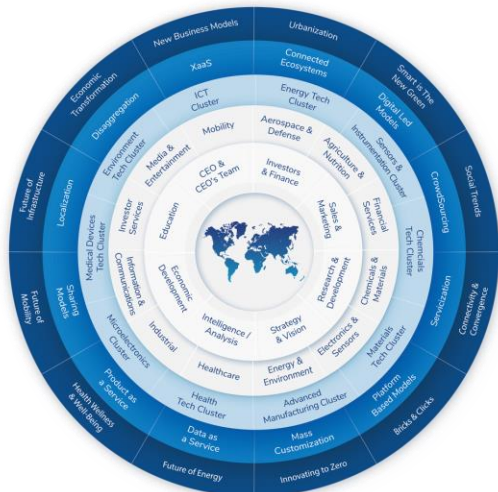 New Business Models
Urbanization
Smart is The
New Green
Social Trends
Connectivity &
Convergence
Bricks & Clicks
Innovating to Zero
Future of Energy
Health Wellness
& Well-Being
Future of
Mobility
Future of
Infrastructure
Economic
Transformation
XaaS
Connected
Ecosystems
Digital Led
Models
CrowdSourcing
Servicization
Platform
Based Models
Mass
Customization
Data as
a Service
Product as
a Service
Sharing
Models
Localization
Disaggregation
ICT
Cluster
Energy Tech
Cluster
Sensors &
Instrumentation Cluster
Chemcials
Tech Cluster
Materials
Tech Cluster
Advanced
Manufacturing Cluster
Health
Tech Cluster
Microelectronics
Cluster
Medical Devices
Tech Cluster
Environment
Tech Cluster
Mobility
Aerospace &
Defense
Agriculture &
Nutrition
Financial
Services
Chemicals &
Materials
Electronics &
Sensors
Energy &
Environment
Healthcare
Industrial
Information &
Communications
Investor
Services
Media &
Entertainment
CEO &
CEO's Team
Investors
& Finance
Sales &
Marketing
Research &
Development
Strategy
& Vision
Intelligence /
Analysis
Economic
Development
Education